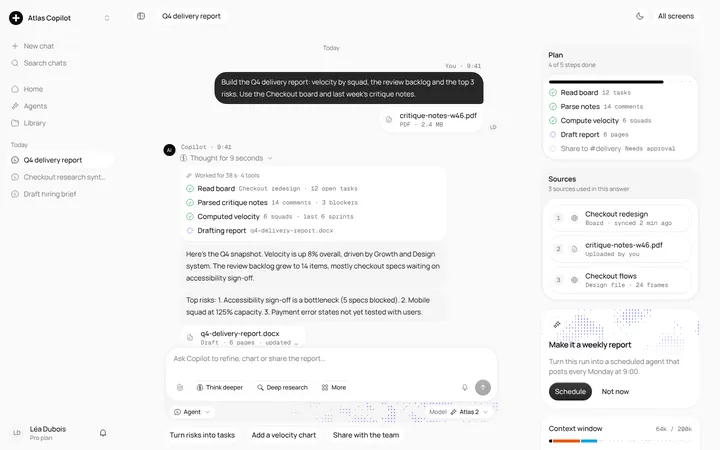 Atlas Copilot
New chat
Search chats
Home
Agents
Library
Today
Q4 delivery report
Checkout research synt...
Draft hiring brief
LD
Léa Dubois
Pro plan
Q4 delivery report
All screens
Today
You · 9:41
Build the Q4 delivery report: velocity by squad, the review backlog and the top 3
risks. Use the Checkout board and last week's critique notes.
critique-notes-w46.pdf
PDF · 2.4 MB
LD
AI
Copilot · 9:41
Thought for 9 seconds
Worked for 38 s · 4 tools
Read board Checkout redesign · 12 open tasks
Parsed critique notes 14 comments · 3 blockers
Computed velocity 6 squads · last 6 sprints
Drafting report q4-delivery-report.docx
Here's the Q4 snapshot. Velocity is up 8% overall, driven by Growth and Design
system. The review backlog grew to 14 items, mostly checkout specs waiting on
accessibility sign-off.
Top risks: 1. Accessibility sign-off is a bottleneck (5 specs blocked). 2. Mobile
squad at 125% capacity. 3. Payment error states not yet tested with users.
q4-delivery-report.docx
Draft · 6 pages · updated …
Ask Copilot to refine, chart or share the report...
Think deeper
Deep research
More
Agent
Model Atlas 2
Turn risks into tasks
Add a velocity chart
Share with the team
Plan
4 of 5 steps done
Read board 12 tasks
Parse notes 14 comments
Compute velocity 6 squads
Draft report 6 pages
Share to #delivery Needs approval
Sources
3 sources used in this answer
1
Checkout redesign
Board · synced 2 min ago
2
critique-notes-w46.pdf
Uploaded by you
3
Checkout flows
Design file · 24 frames
Make it a weekly report
Turn this run into a scheduled agent that
posts every Monday at 9:00.
Schedule
Not now
Context window
64k / 200k